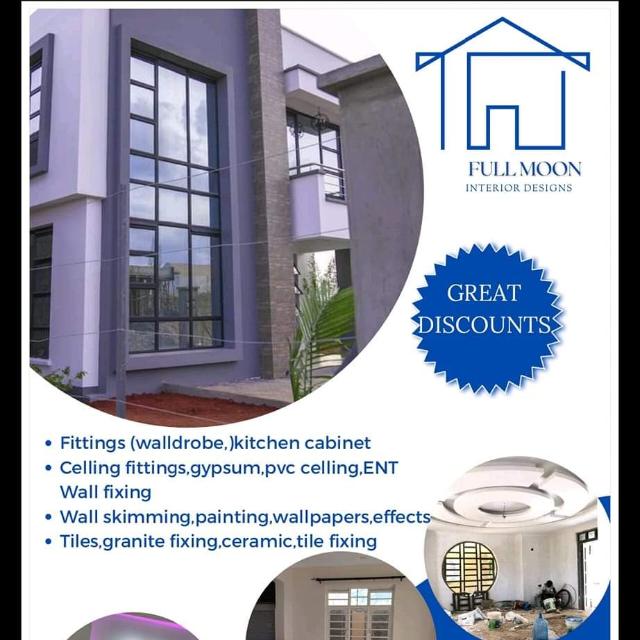 FULL MOON
INTERIOR DESIGNS
GREAT
DISCOUNTS
• Fittings (walldrobe,)kitchen cabinet
• Celling fittings,gypsum,pvc celling,ENT
Wall fixing
• Wall skimming,painting,wallpapers,effects
• Tiles,granite fixing,ceramic,tile fixing